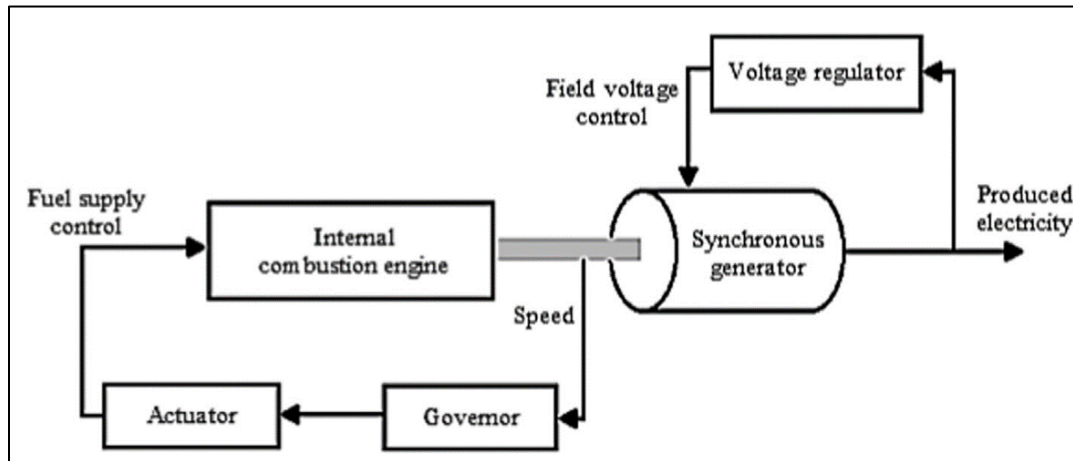 Voltage regulator
Field voltage
control
Fuel supply
control
Internal
combustion engine
Synchronous
generator
Produced
electricity
Speed
Actuator
Governor